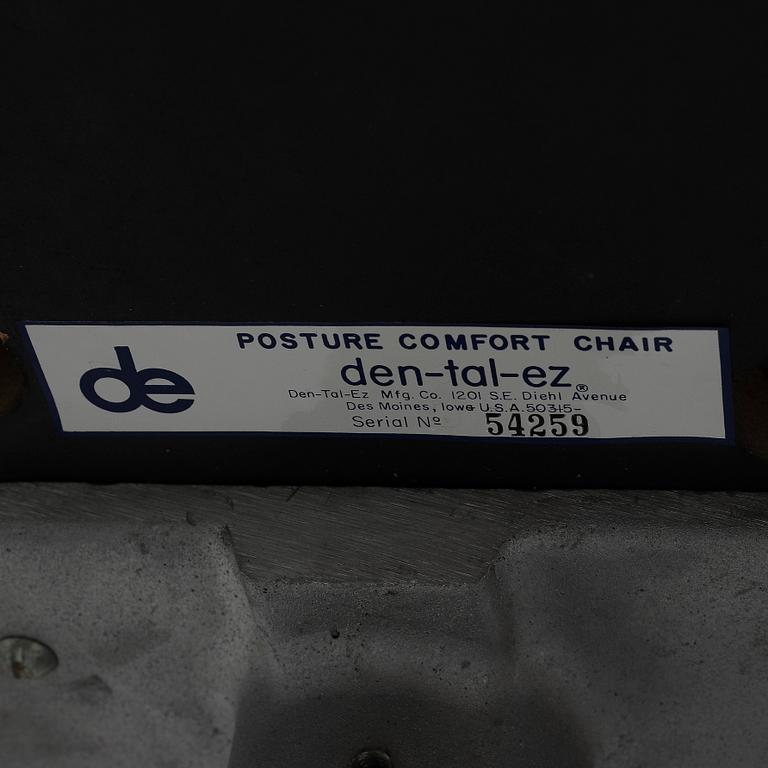 de
POSTURE COMFORT CHAIR
den-tal-ez®
Den-Tal-Ez Mfg. Co. 1201 S.E. Diehl Avenue
Des Moines, Iowa U.S.A. 50315-
Serial Nº 54259